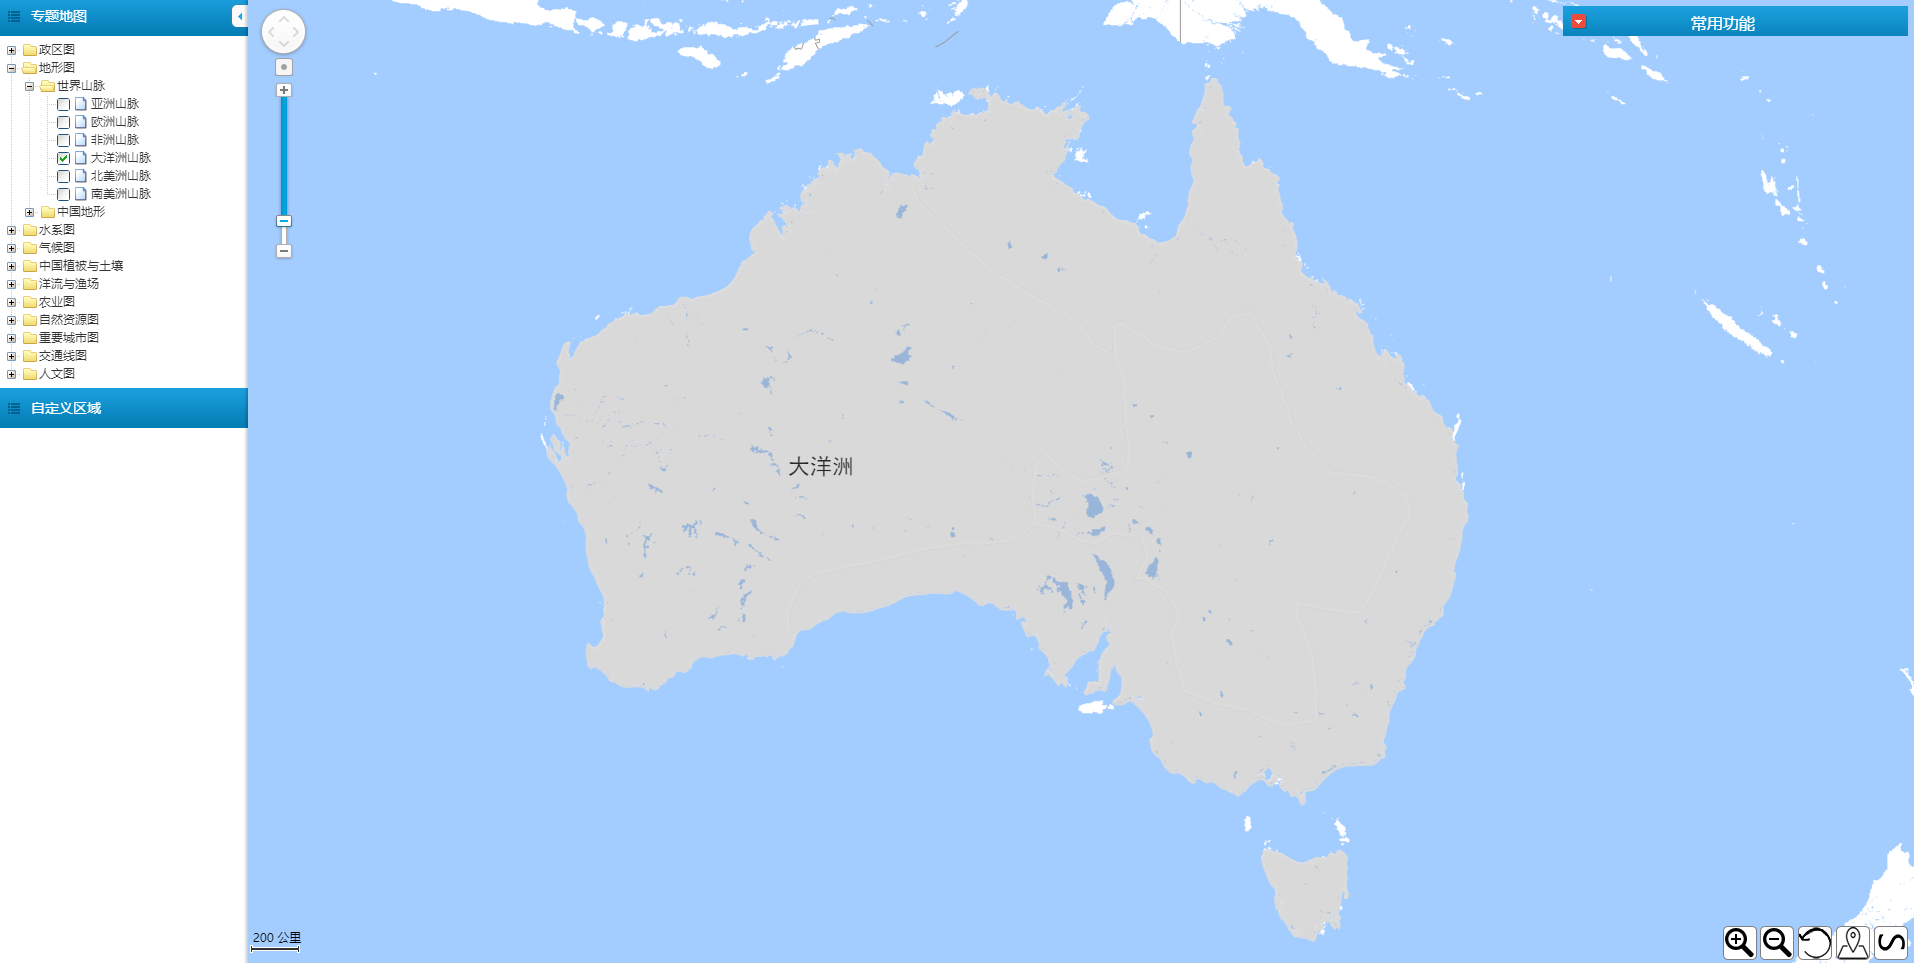 专题地图
政区图
地形图
世界山脉
亚洲山脉
欧洲山脉
非洲山脉
大洋洲山脉
北美洲山脉
南美洲山脉
中国地形
水系图
气候图
中国植被与土壤
洋流与渔场
农业图
自然资源图
重要城市图
交通线图
人文图
自定义区域
常用功能
大洋洲
200 公里